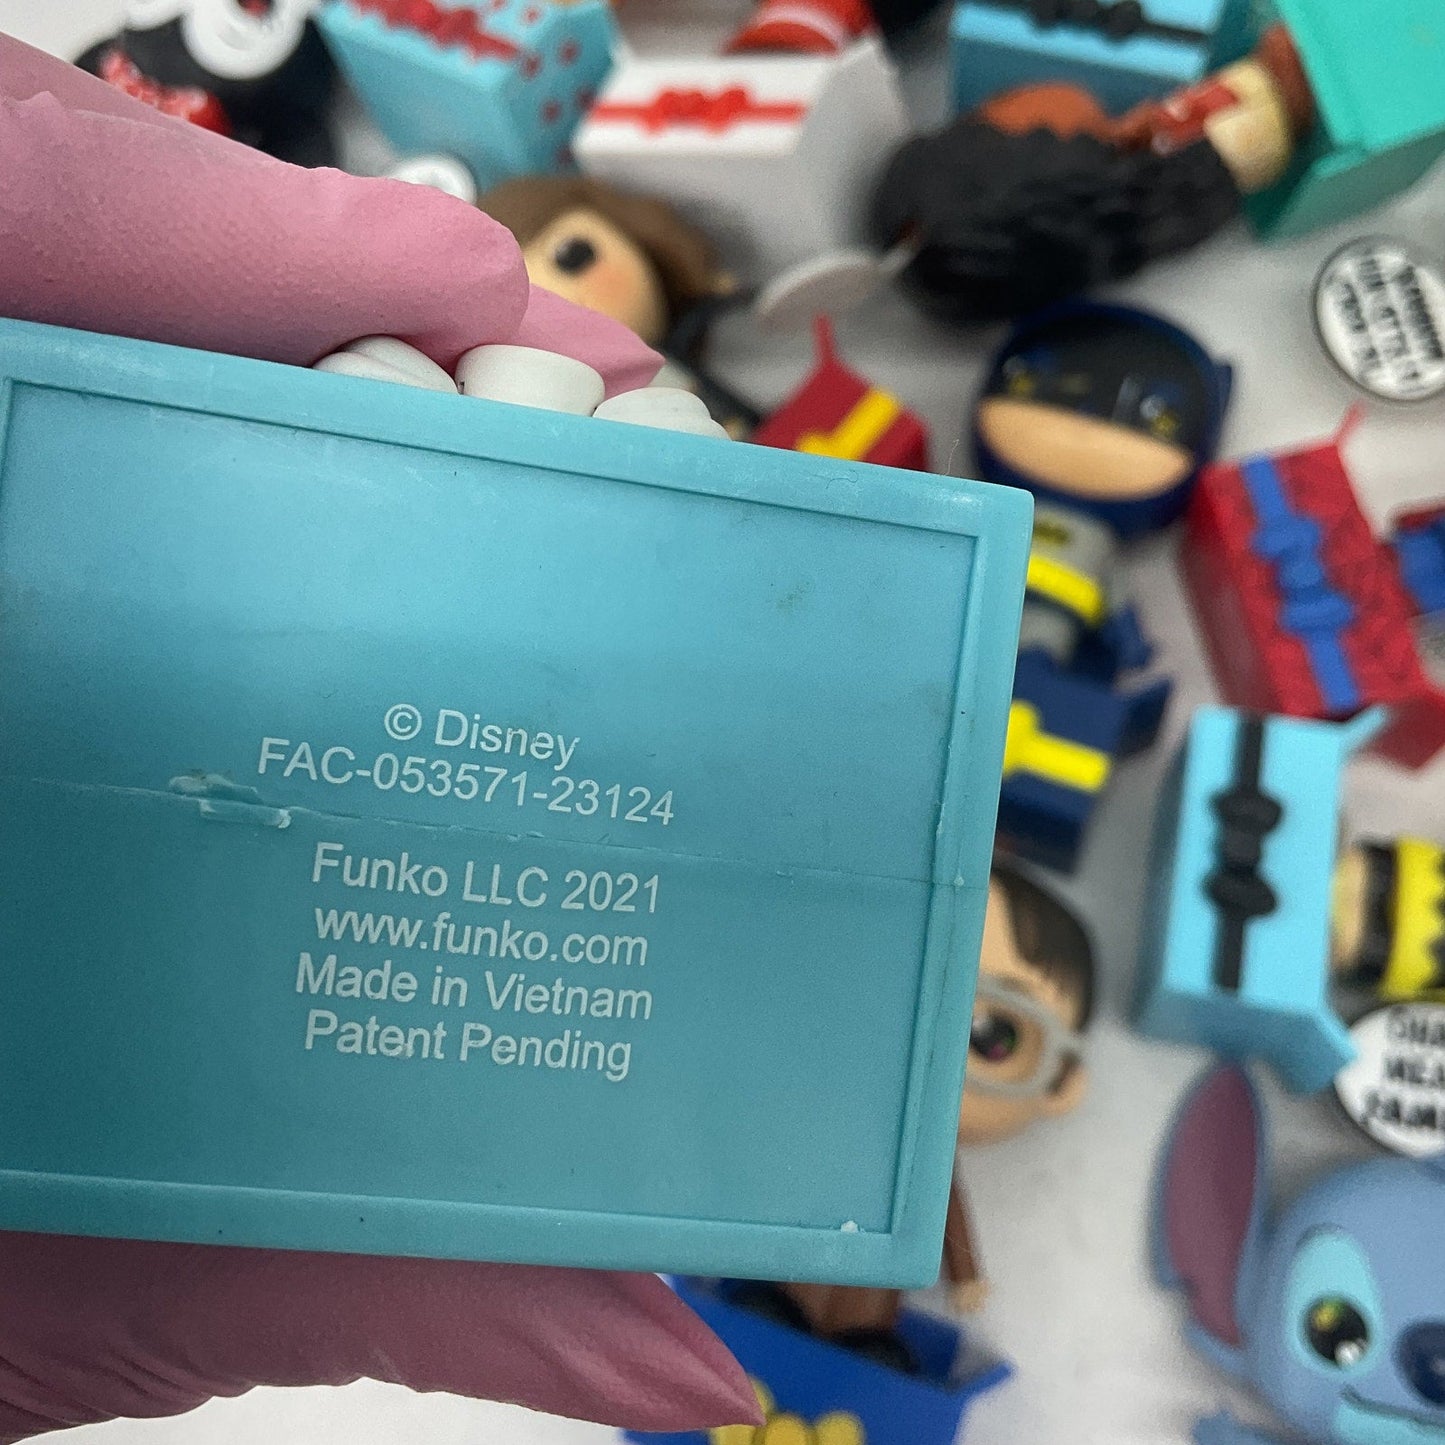 © Disney
FAC-053571-23124
Funko LLC 2021
www.funko.com
Made in Vietnam
Patent Pending